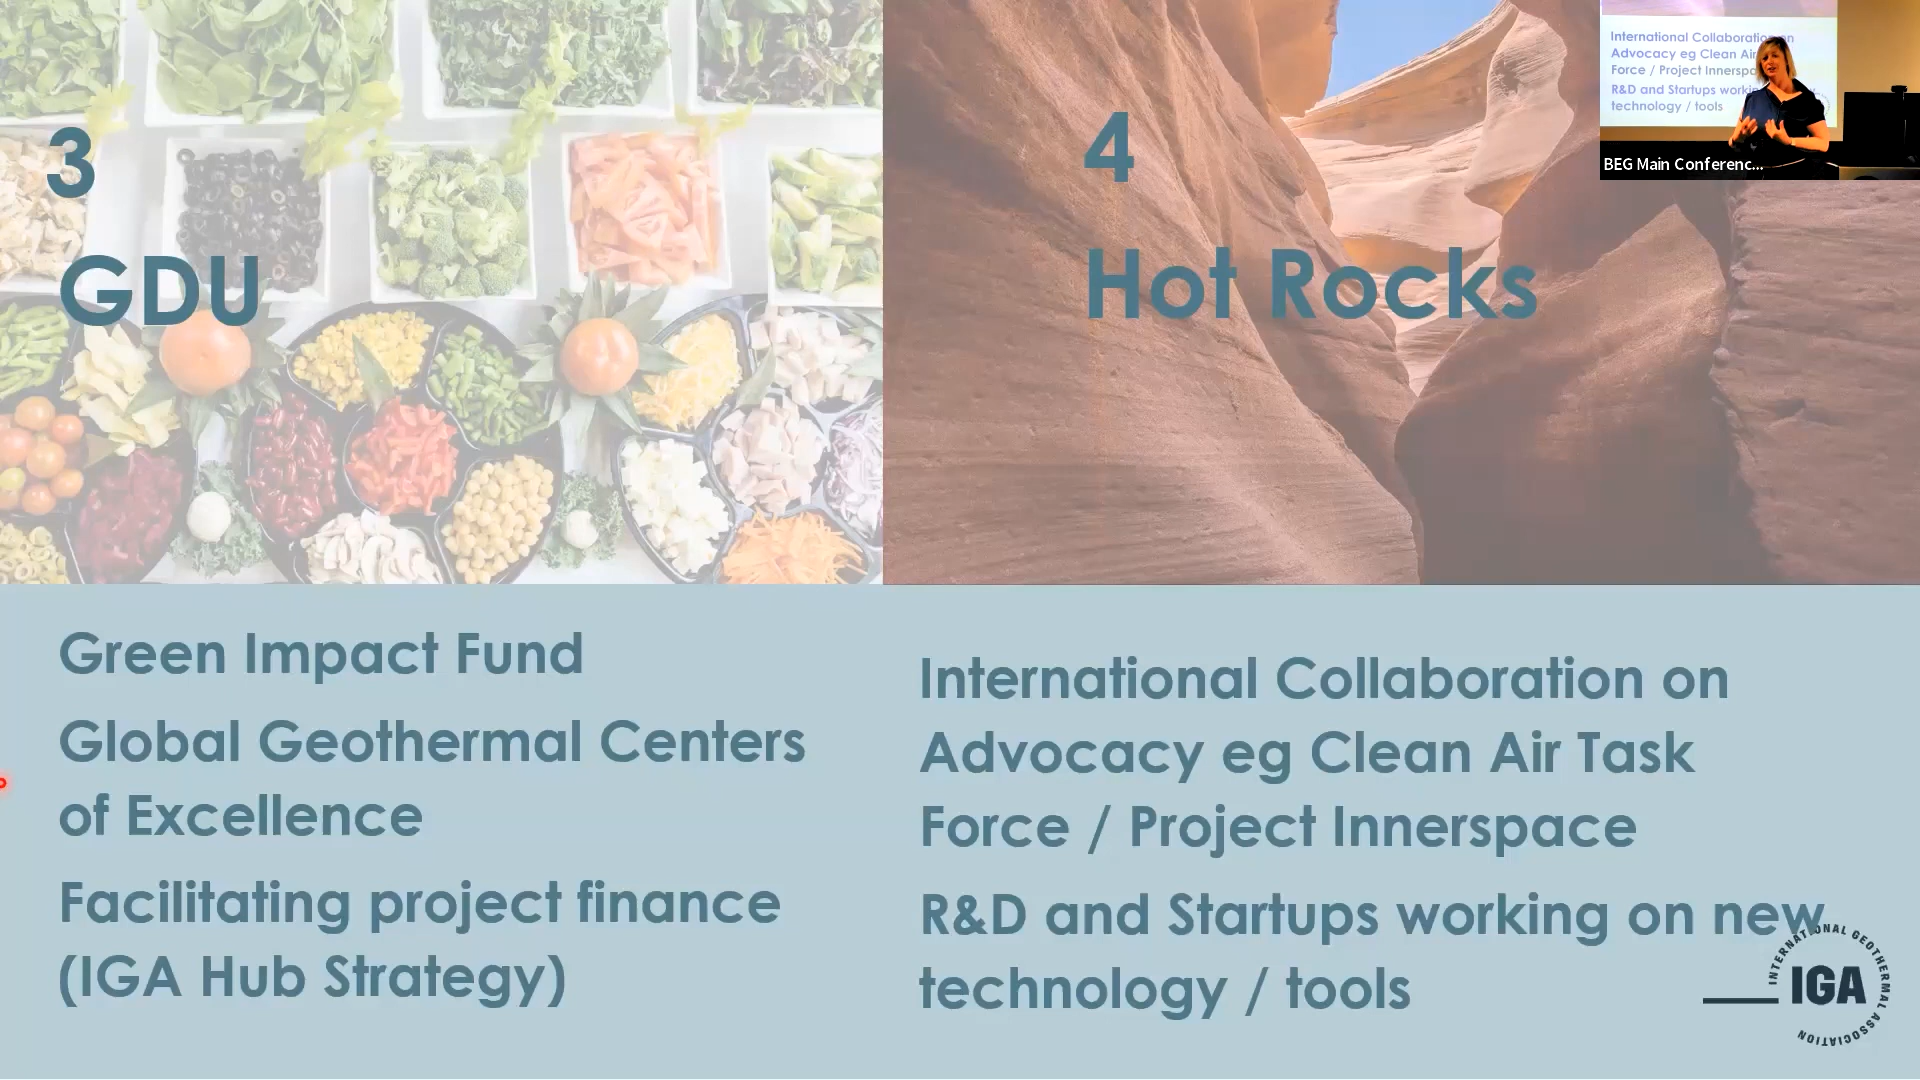 3
GDU
Green Impact Fund
Global Geothermal Centers
of Excellence
Facilitating project finance
(IGA Hub Strategy)
4
Hot Rocks
International Collaboration on
Advocacy eg Clean Air Task
Force / Project Innerspace
R&D and Startups working on new
technology / tools
INTERNATIONAL GEOTHERMAL ASSOCIATION
IGA
International Collaboration on
Advocacy eg Clean Air
Force / Project
R&D and Startups
technology / tools
BEG Main Conferenc...